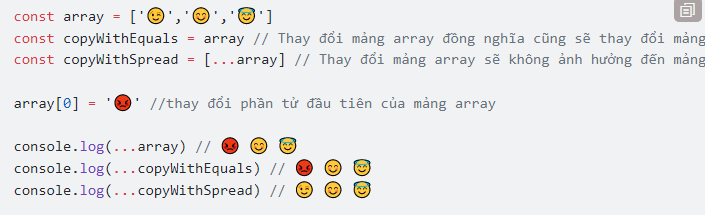 const array = ['😉','😊','😇']
const copyWithEquals = array // Thay đổi mảng array đồng nghĩa cũng sẽ thay đổi mảng
const copyWithSpread = [...array] // Thay đổi mảng array sẽ không ảnh hưởng đến mảng
array[0] = '😡' //thay đổi phần tử đầu tiên của mảng array
console.log(...array) // 😡 😊 😇
console.log(...copyWithEquals) // 😡 😊 😇
console.log(...copyWithSpread) // 😉 😊 😇